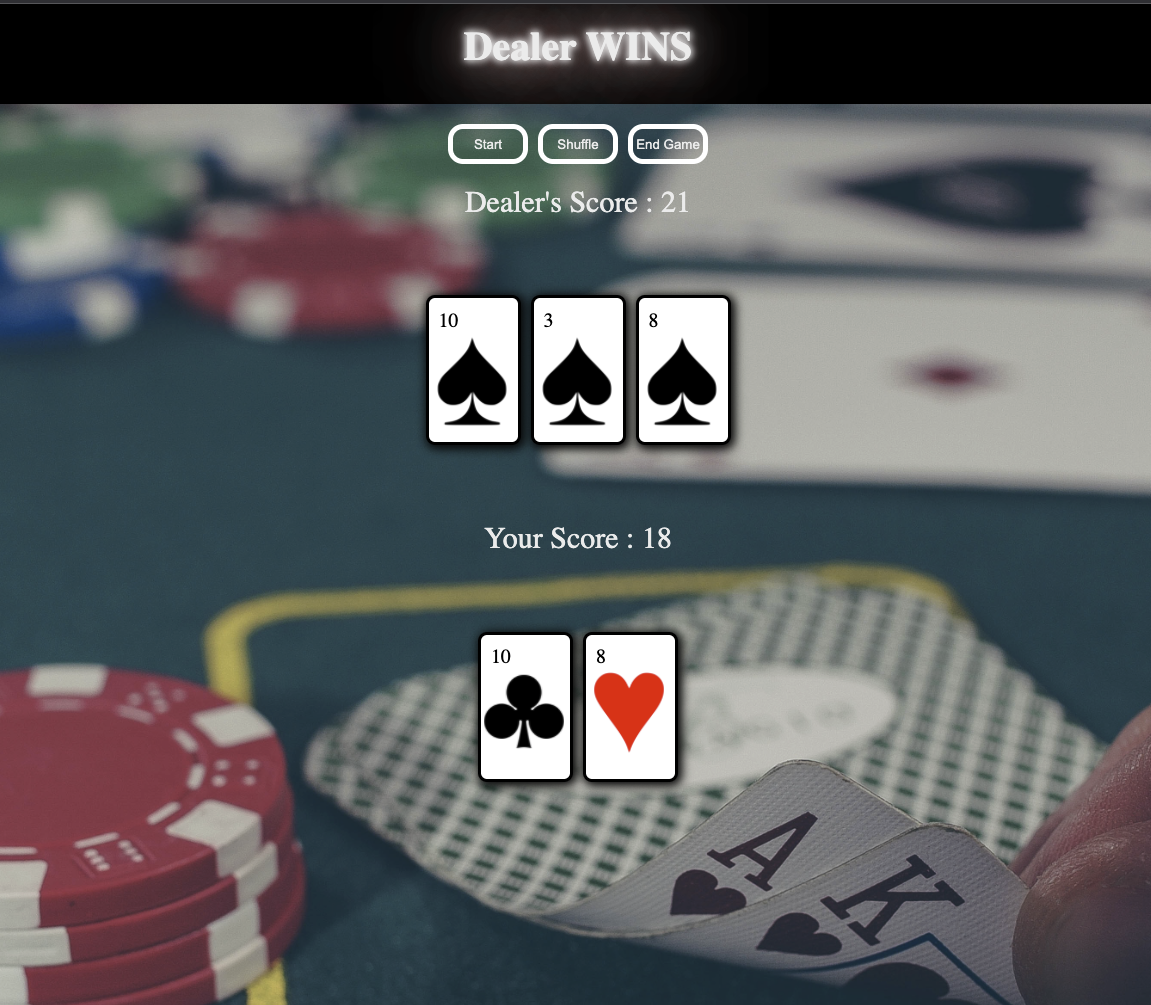 Dealer WINS
Start Shuffle End Game
Dealer's Score : 21
10 3 8
Your Score : 18
10 8
A K